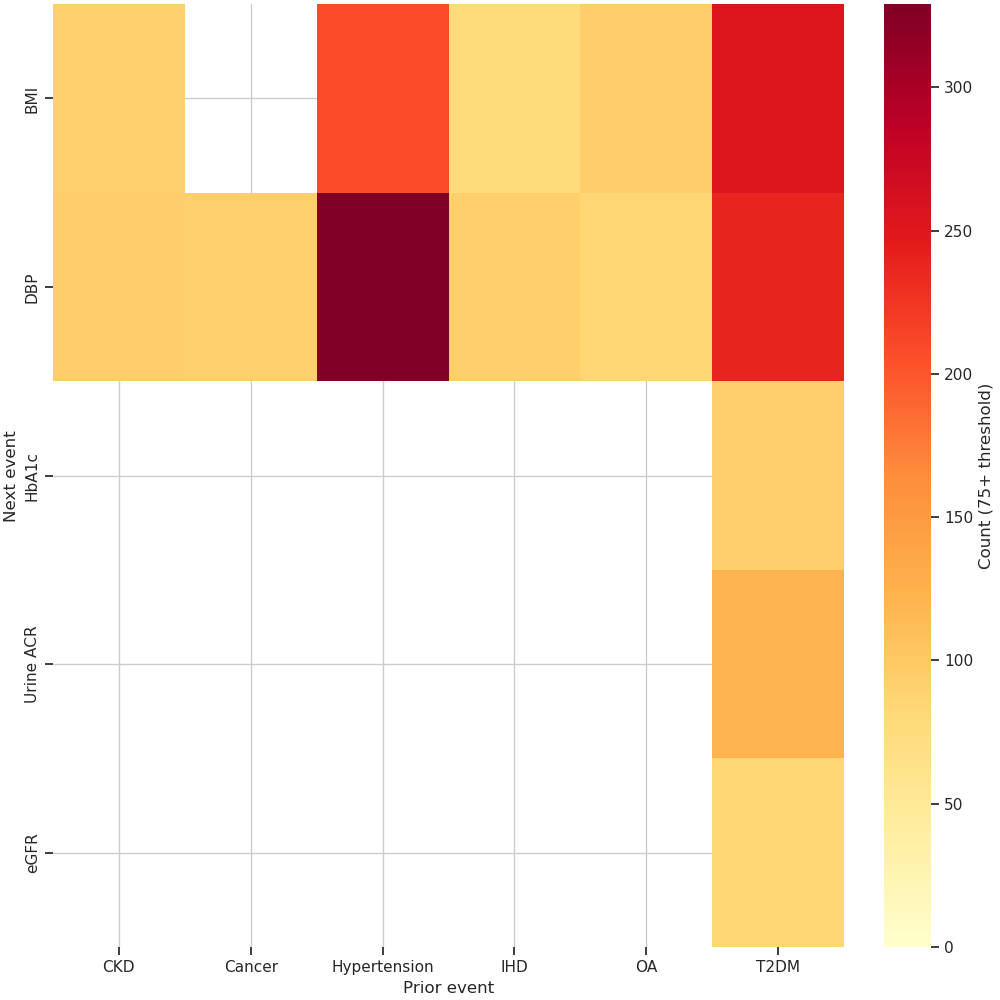 BMI
DBP
HbA1c
Urine ACR
eGFR
Next event
CKD
Cancer
Hypertension
IHD
OA
T2DM
Prior event
300
250
200
150
100
50
0
Count (75+ threshold)